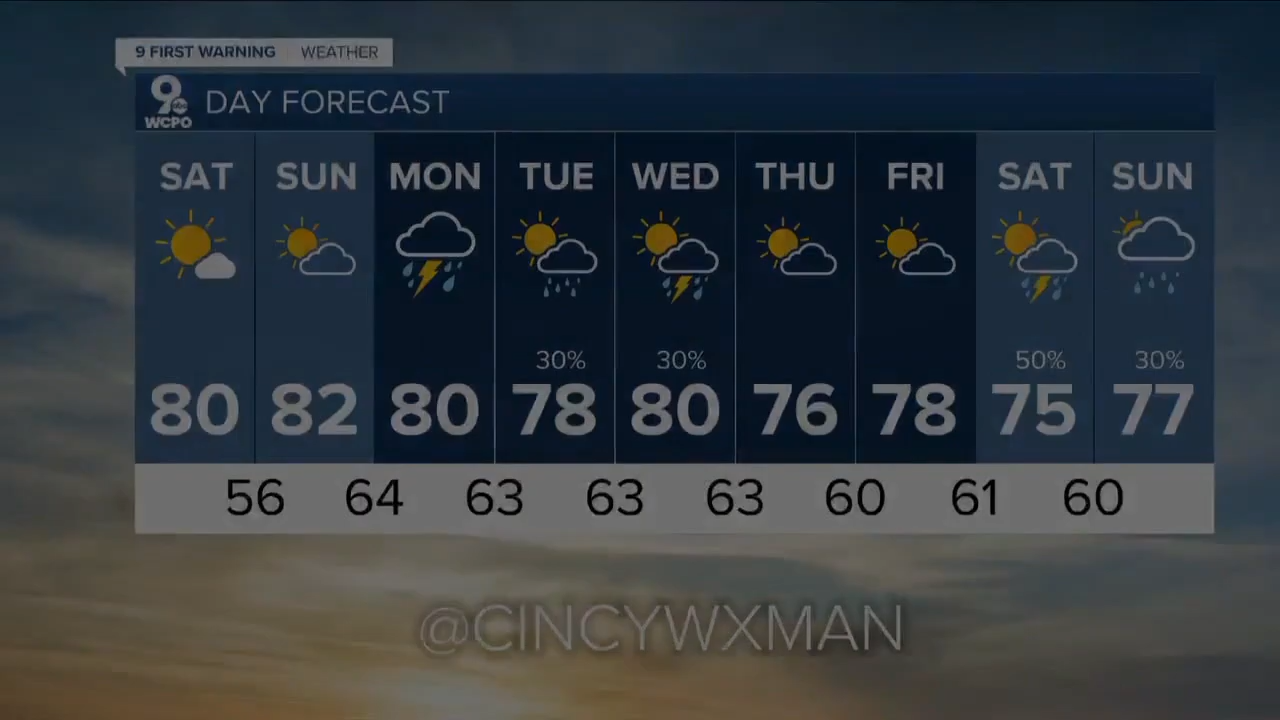 9 FIRST WARNING WEATHER
9 abc WCPO DAY FORECAST
SAT SUN MON TUE WED THU FRI SAT SUN
30% 30% 50% 30%
80 82 80 78 80 76 78 75 77
56 64 63 63 63 60 61 60
@CINCYWXMAN